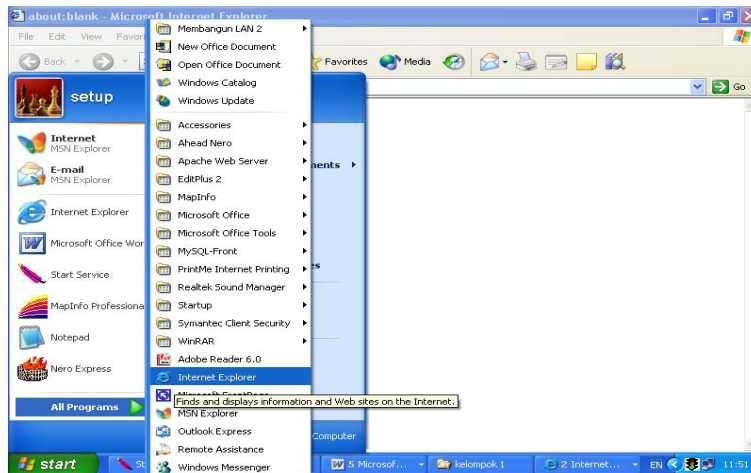 about:blank - Microsoft Internet Explorer
File Edit View Favor
Back
Favorites Media
Go
setup
Internet
MSN Explorer
E-mail
MSN Explorer
Internet Explorer
Microsoft Office Wor
Start Service
MapInfo Professiona
Notepad
Nero Express
All Programs
Membangun LAN 2
New Office Document
Open Office Document
Windows Catalog
Windows Update
Accessories
Ahead Nero
Apache Web Server
EditPlus 2
MapInfo
Microsoft Office
Microsoft Office Tools
MySQL-Front
PrintMe Internet Printing
Realtek Sound Manager
Startup
Symantec Client Security
WinRAR
Adobe Reader 6.0
Internet Explorer
Finds and displays information and Web sites on the Internet.
MSN Explorer
Outlook Express
Remote Assistance
Windows Messenger
ments
Computer
start
St
5 Microsof...
kelompok 1
2 Internet...
EN
11:51